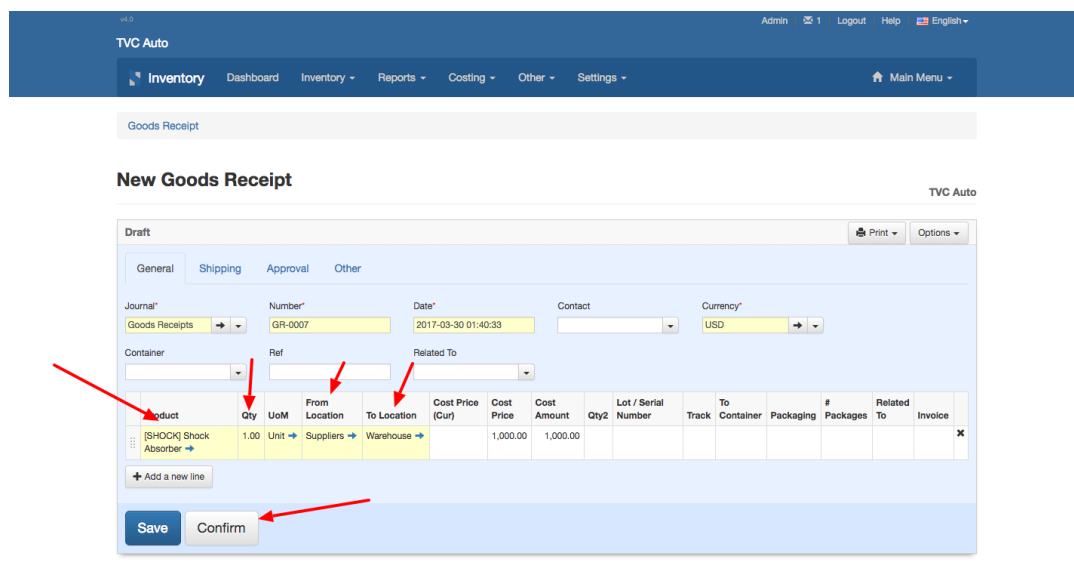 v4.0 Admin 1 Logout Help English
TVC Auto
Inventory Dashboard Inventory Reports Costing Other Settings Main Menu
Goods Receipt
New Goods Receipt
TVC Auto
Draft Print Options
General Shipping Approval Other
Journal* Number* Date* Contact Currency*
Goods Receipts GR-0007 2017-03-30 01:40:33 USD
Container Ref Related To
Product Qty UoM From Location To Location Cost Price (Cur) Cost Price Cost Amount Qty2 Lot / Serial Number Track To Container Packaging # Packages Related To Invoice
[SHOCK] Shock Absorber 1.00 Unit Suppliers Warehouse 1,000.00 1,000.00
Add a new line
Save Confirm